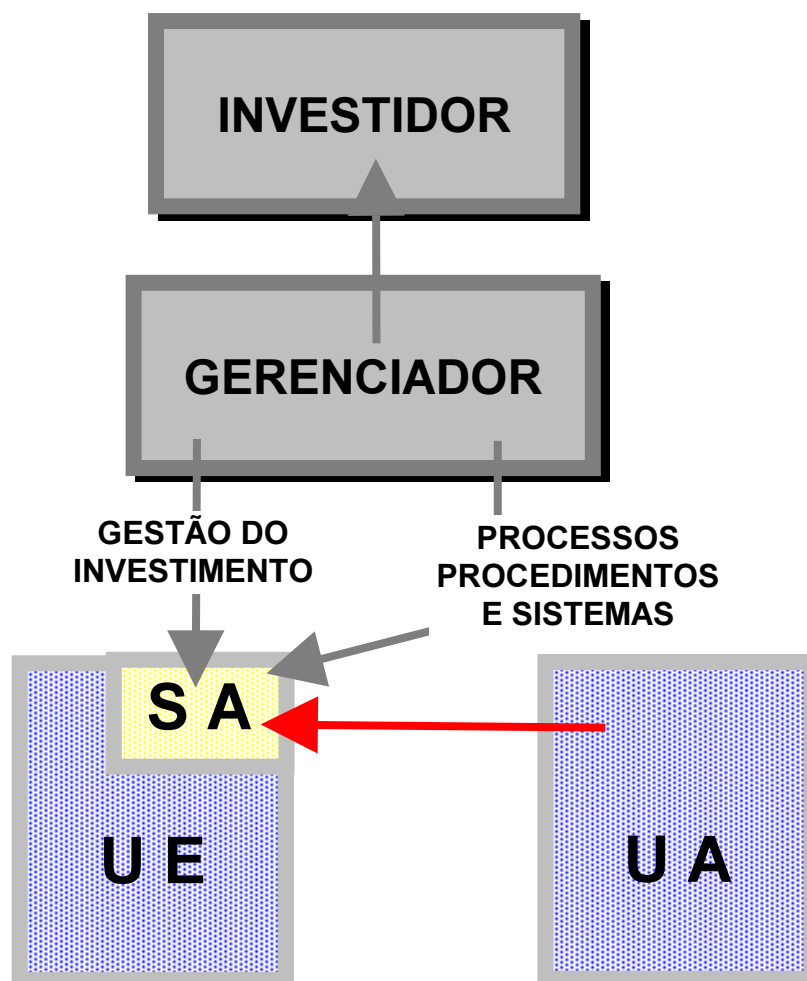 INVESTIDOR
GERENCIADOR
GESTÃO DO
INVESTIMENTO
PROCESSOS
PROCEDIMENTOS
E SISTEMAS
S A
U E
U A